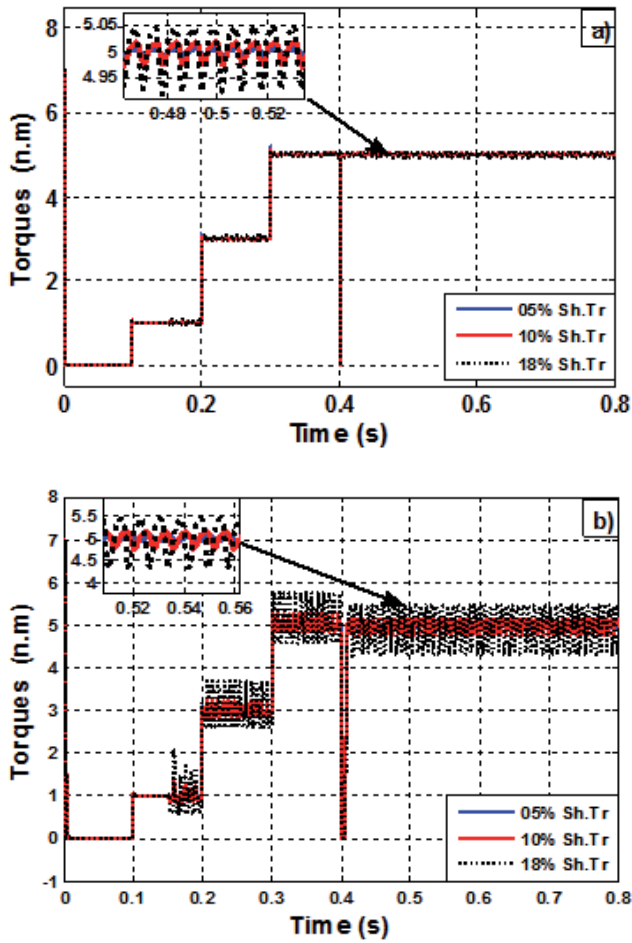 a)
8
6
4
2
0
Torques (n.m)
5.05
5
4.95
0.48 0.5 0.52
05% Sh.Tr
10% Sh.Tr
18% Sh.Tr
0 0.2 0.4 0.6 0.8
Time (s)
b)
8
7
6
5
4
3
2
1
0
-1
Torques (n.m)
5.5
5
4.5
4
0.52 0.54 0.56
05% Sh.Tr
10% Sh.Tr
18% Sh.Tr
0 0.1 0.2 0.3 0.4 0.5 0.6 0.7 0.8
Time (s)